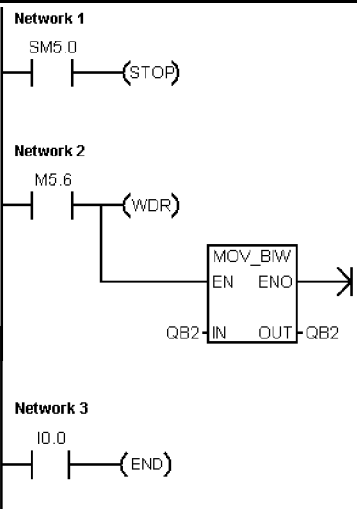 Network 1
SM5.0
(STOP)
Network 2
M5.6
(WDR)
MOV_BIW
EN ENO
QB2 IN OUT QB2
Network 3
I0.0
(END)